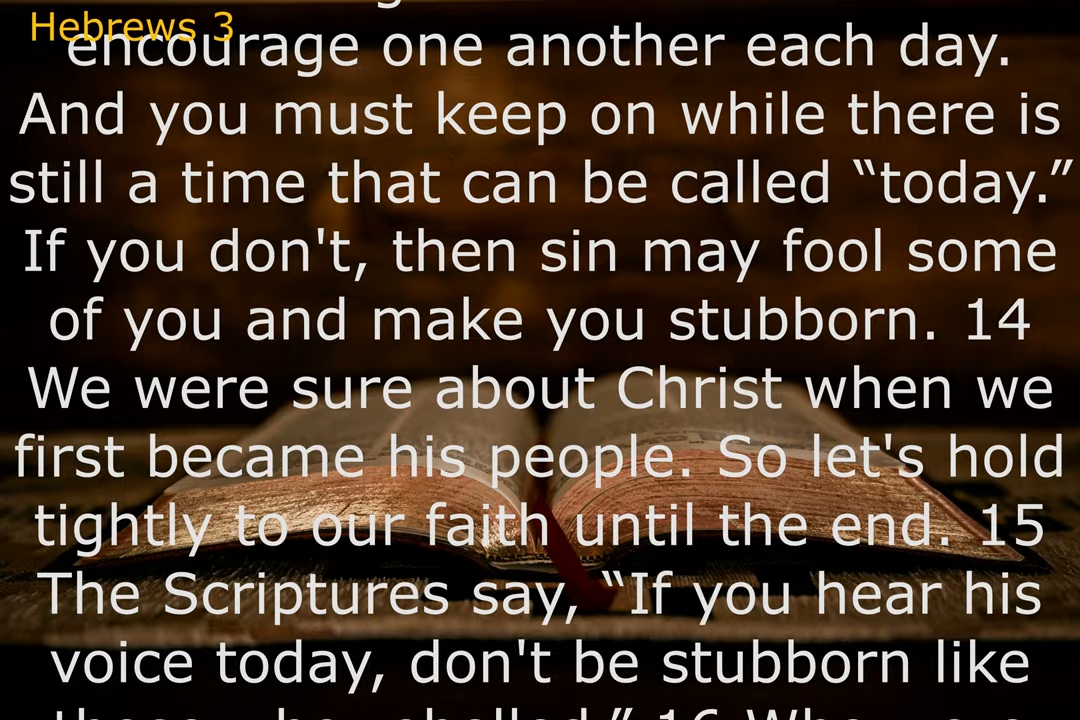 Hebrews 3
encourage one another each day.
And you must keep on while there is
still a time that can be called “today.”
If you don't, then sin may fool some
of you and make you stubborn. 14
We were sure about Christ when we
first became his people. So let's hold
tightly to our faith until the end. 15
The Scriptures say, “If you hear his
voice today, don't be stubborn like